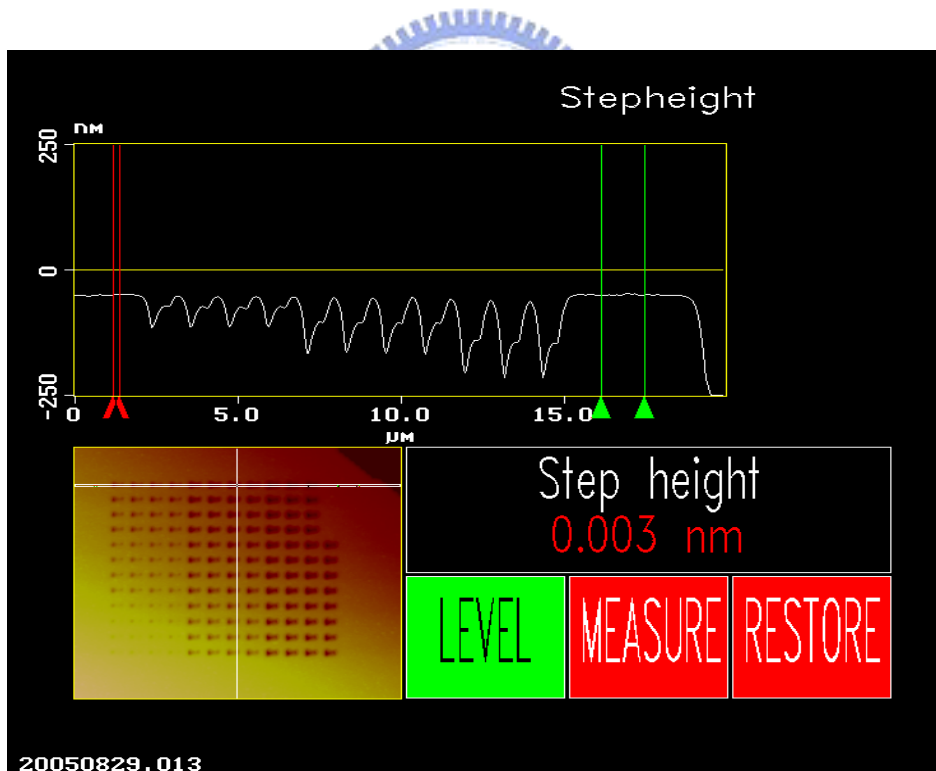 Stepheight
nM
250
0
-250
0 5.0 10.0 15.0
µM
Step height
0.003 nm
LEVEL MEASURE RESTORE
20050829.013